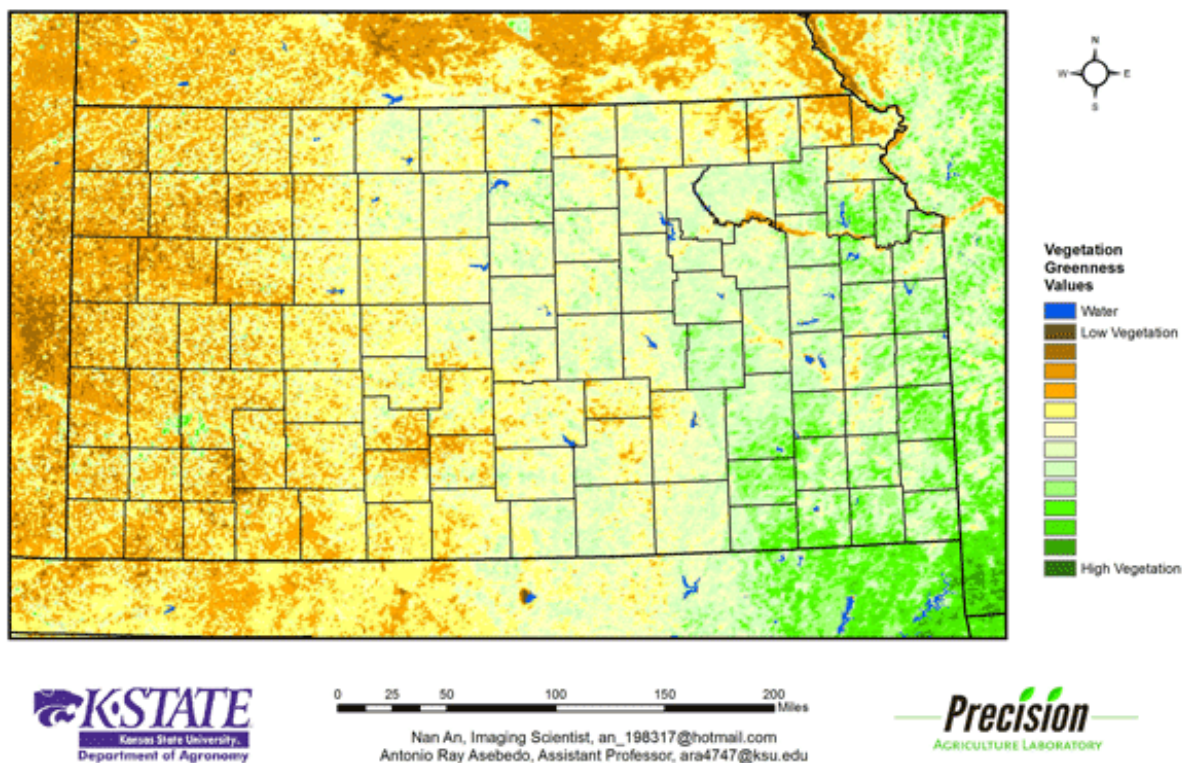 N
W E
S
Vegetation
Greenness
Values
Water
Low Vegetation
High Vegetation
K-STATE
Kansas State University.
Department of Agronomy
0 25 50 100 150 200
Miles
Nan An, Imaging Scientist, an_198317@hotmail.com
Antonio Ray Asebedo, Assistant Professor, ara4747@ksu.edu
Precision
AGRICULTURE LABORATORY